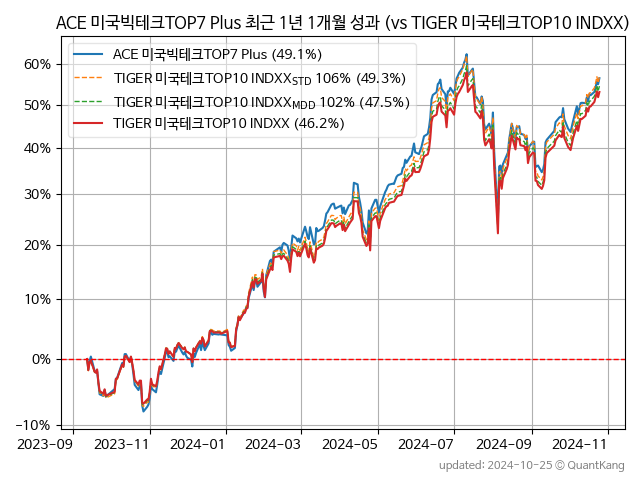 ACE 미국빅테크TOP7 Plus 최근 1년 1개월 성과 (vs TIGER 미국테크TOP10 INDXX)
ACE 미국빅테크TOP7 Plus (49.1%)
TIGER 미국테크TOP10 INDXX_STD 106% (49.3%)
TIGER 미국테크TOP10 INDXX_MDD 102% (47.5%)
TIGER 미국테크TOP10 INDXX (46.2%)
60%
50%
40%
30%
20%
10%
0%
−10%
2023-09 2023-11 2024-01 2024-03 2024-05 2024-07 2024-09 2024-11
updated: 2024-10-25 © QuantKang